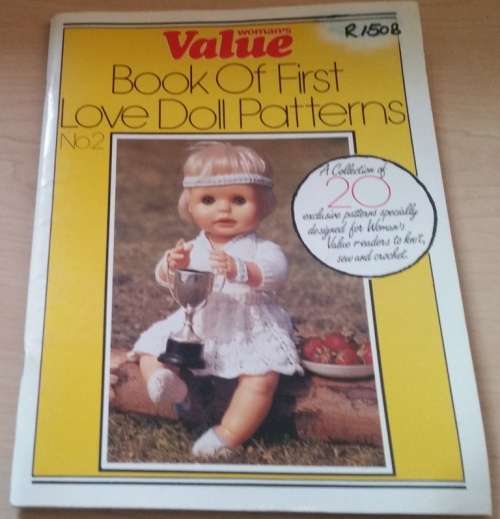 R150B
woman's
Value
Book Of First
Love Doll Patterns
No.2
A Collection of
20
exclusive patterns specially
designed for Woman's
Value readers to knit,
sew and crochet.